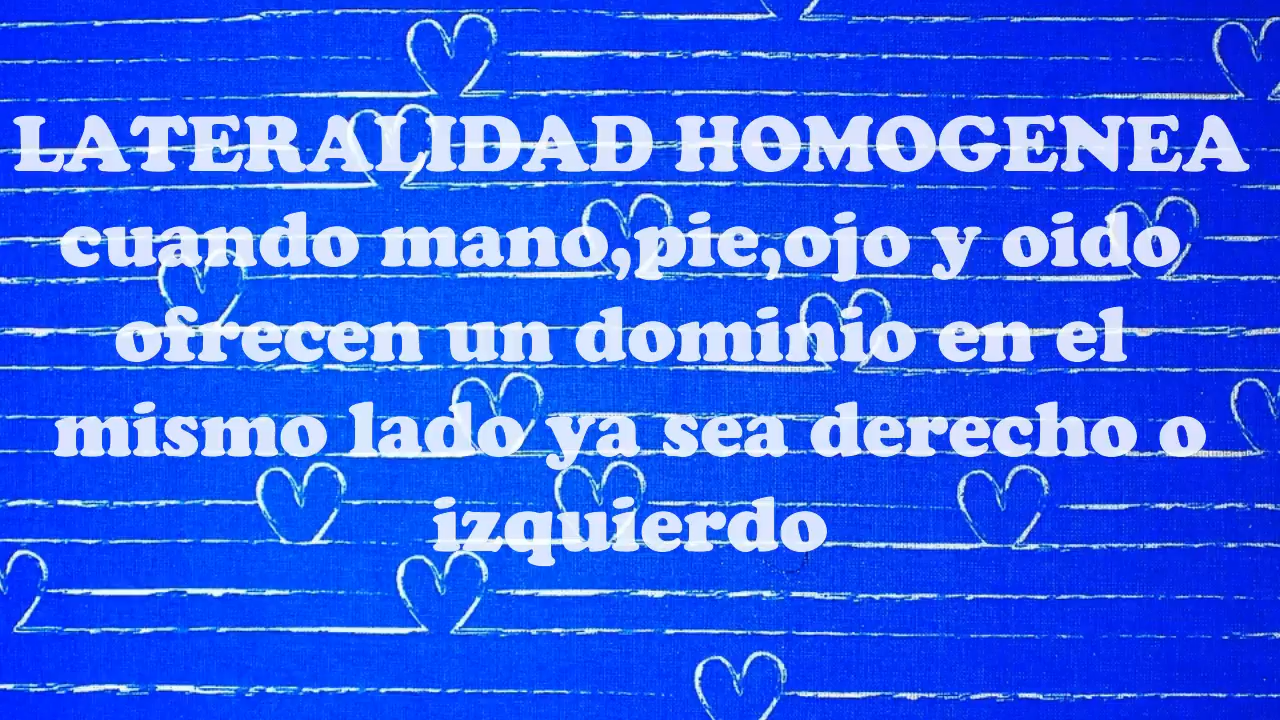 LATERALIDAD HOMOGENEA
cuando mano,pie,ojo y oido
ofrecen un dominio en el
mismo lado ya sea derecho o
izquierdo